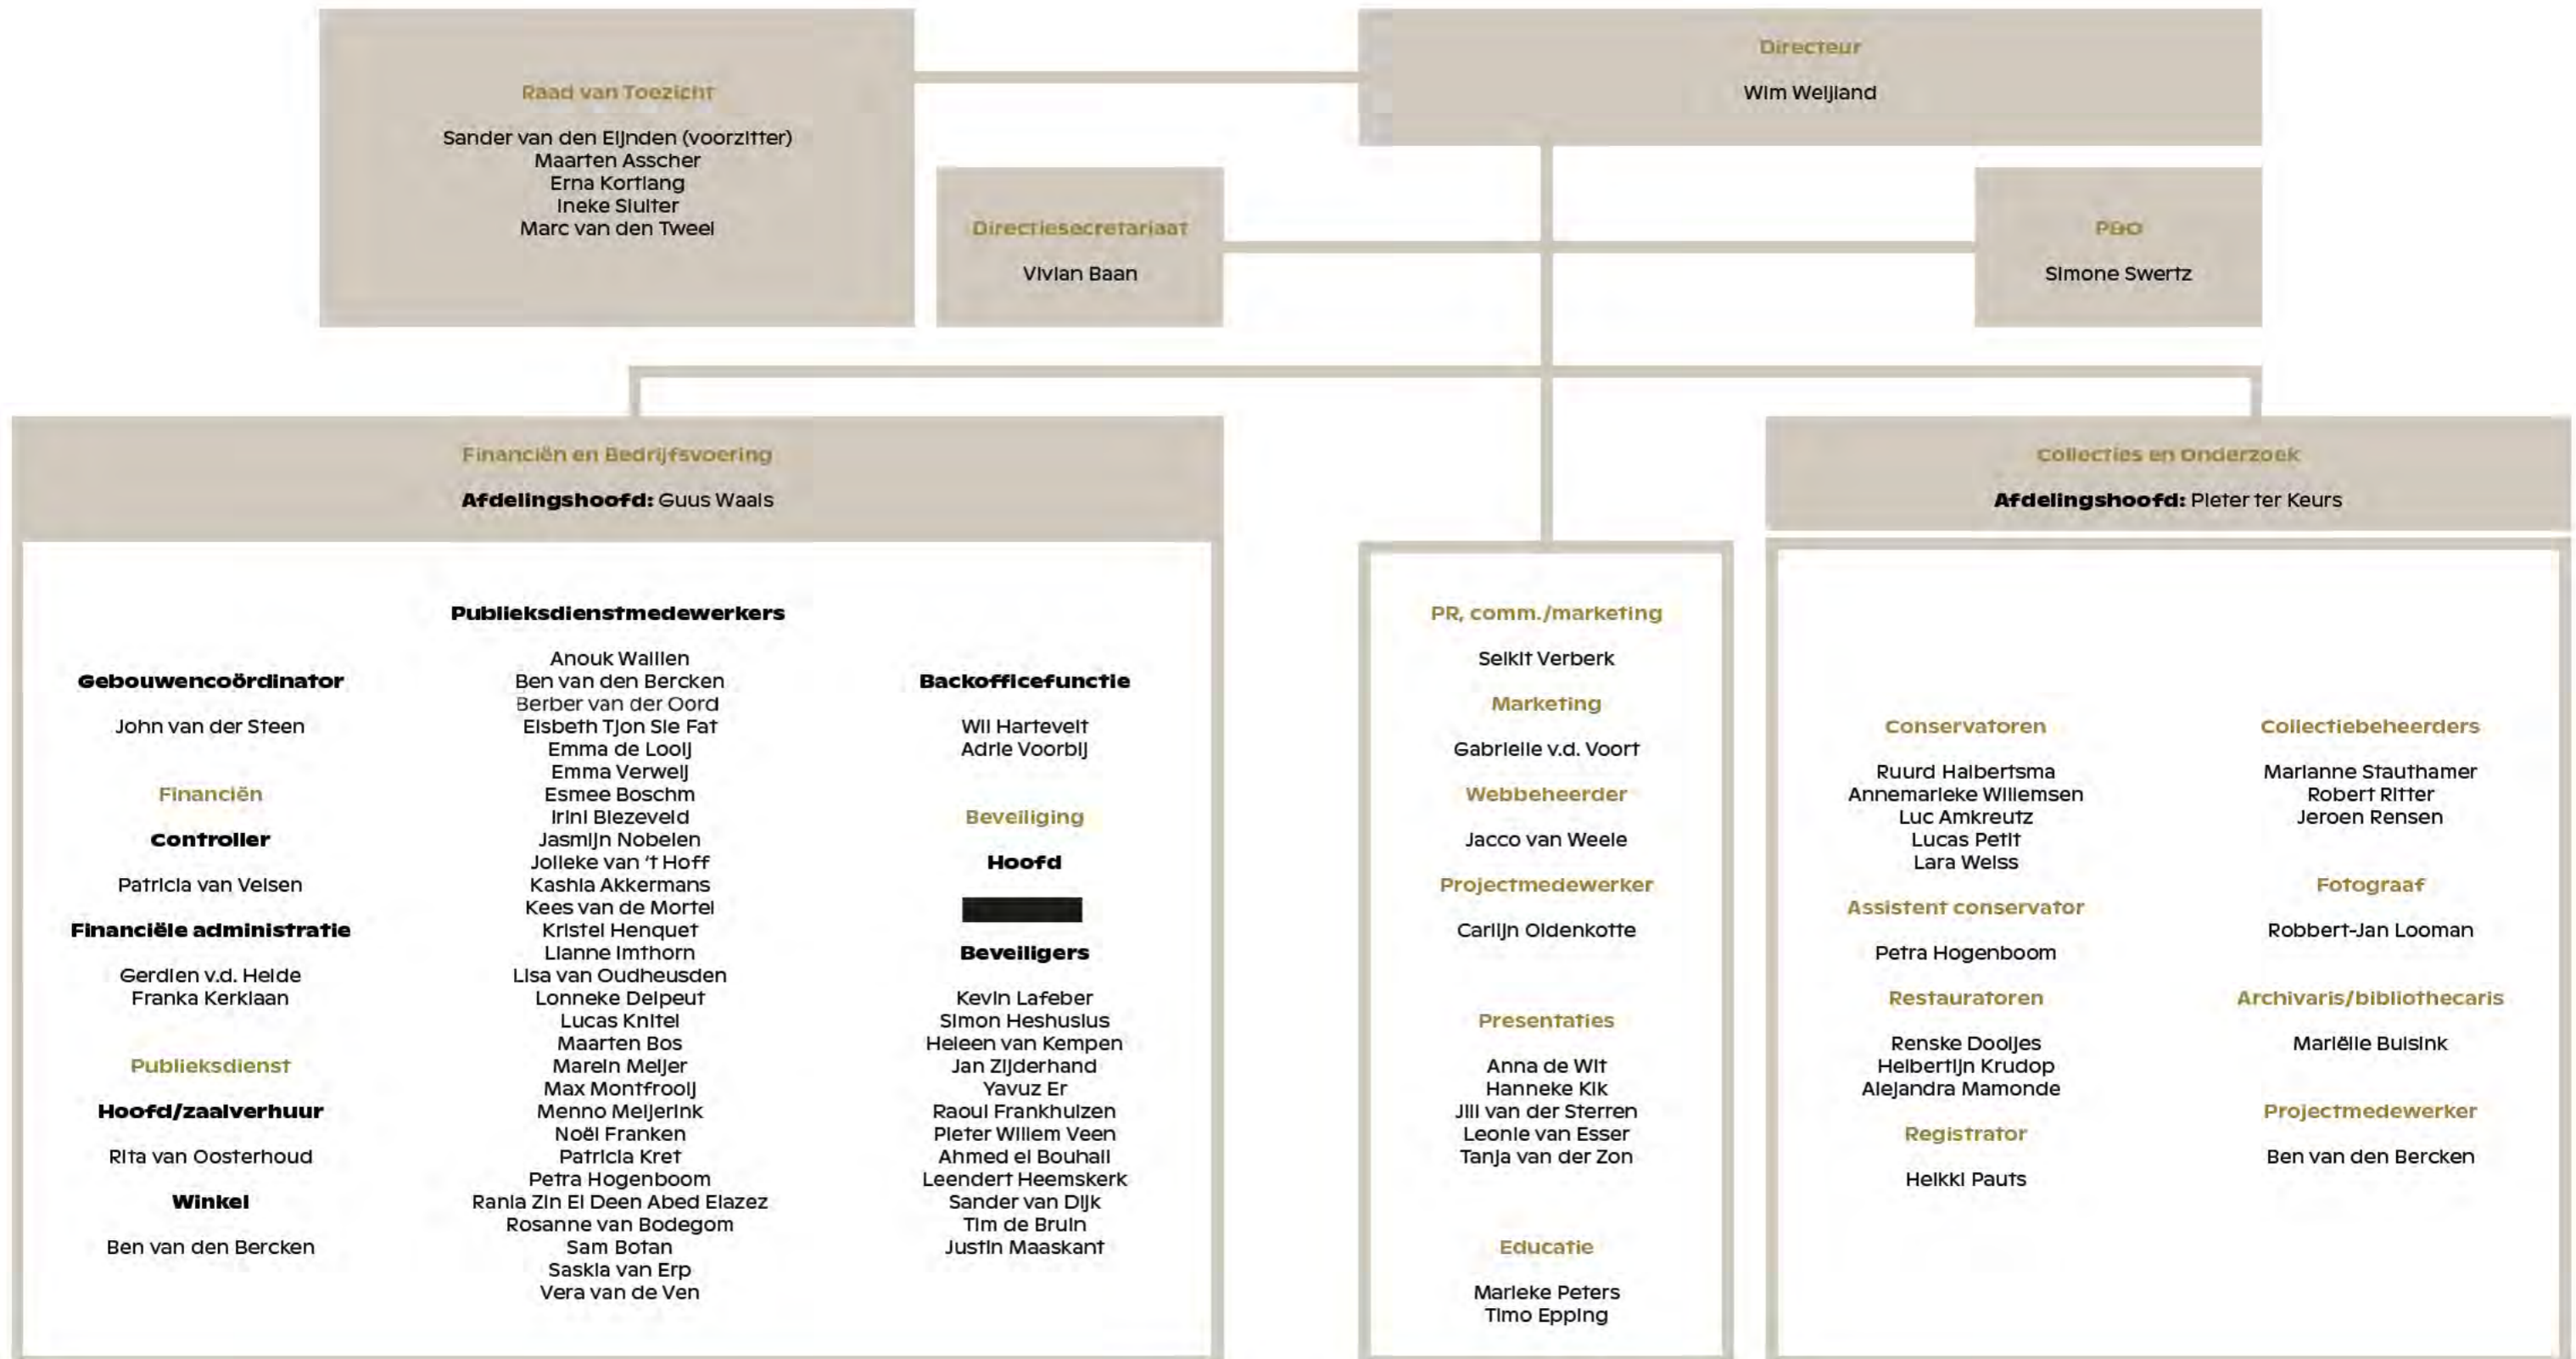 Raad van Toezicht
Sander van den Eijnden (voorzitter)
Maarten Asscher
Erna Kortlang
Ineke Sluiter
Marc van den Tweel
Directeur
Wim Weijland
Directiesecretariaat
Vivian Baan
P&O
Simone Swertz
Financiën en Bedrijfsvoering
Afdelingshoofd: Guus Waals
Gebouwencoördinator
John van der Steen
Financiën
Controller
Patricia van Velsen
Financiële administratie
Gerdien v.d. Heide
Franka Kerklaan
Publieksdienst
Hoofd/zaalverhuur
Rita van Oosterhoud
Winkel
Ben van den Bercken
Publieksdienstmedewerkers
Anouk Wallien
Ben van den Bercken
Berber van der Oord
Elsbeth Tjon Sie Fat
Emma de Looij
Emma Verweij
Esmee Boschm
Irini Biezeveld
Jasmijn Nobelen
Jolieke van ‘t Hoff
Kashia Akkermans
Kees van de Mortel
Kristel Henquet
Lianne Imthorn
Lisa van Oudheusden
Lonneke Delpeut
Lucas Knitel
Maarten Bos
Marein Meijer
Max Montfrooij
Menno Meijerink
Noël Franken
Patricia Kret
Petra Hogenboom
Rania Zin El Deen Abed Elazez
Rosanne van Bodegom
Sam Botan
Saskia van Erp
Vera van de Ven
Backofficefunctie
Wil Hartevelt
Adrie Voorbij
Beveiliging
Hoofd
Beveiligers
Kevin Lafeber
Simon Heshusius
Heleen van Kempen
Jan Zijderhand
Yavuz Er
Raoul Frankhuizen
Pieter Willem Veen
Ahmed el Bouhali
Leendert Heemskerk
Sander van Dijk
Tim de Bruin
Justin Maaskant
PR, comm./marketing
Selkit Verberk
Marketing
Gabrielle v.d. Voort
Webbeheerder
Jacco van Weele
Projectmedewerker
Carlijn Oldenkotte
Presentaties
Anna de Wit
Hanneke Kik
Jill van der Sterren
Leonie van Esser
Tanja van der Zon
Educatie
Marieke Peters
Timo Epping
Collecties en Onderzoek
Afdelingshoofd: Pieter ter Keurs
Conservatoren
Ruurd Halbertsma
Annemarieke Willemsen
Luc Amkreutz
Lucas Petit
Lara Weiss
Assistent conservator
Petra Hogenboom
Restauratoren
Renske Dooijes
Helbertijn Krudop
Alejandra Mamonde
Registrator
Heikki Pauts
Collectiebeheerders
Marianne Stauthamer
Robert Ritter
Jeroen Rensen
Fotograaf
Robbert-Jan Looman
Archivaris/bibliothecaris
Mariëlle Bulsink
Projectmedewerker
Ben van den Bercken